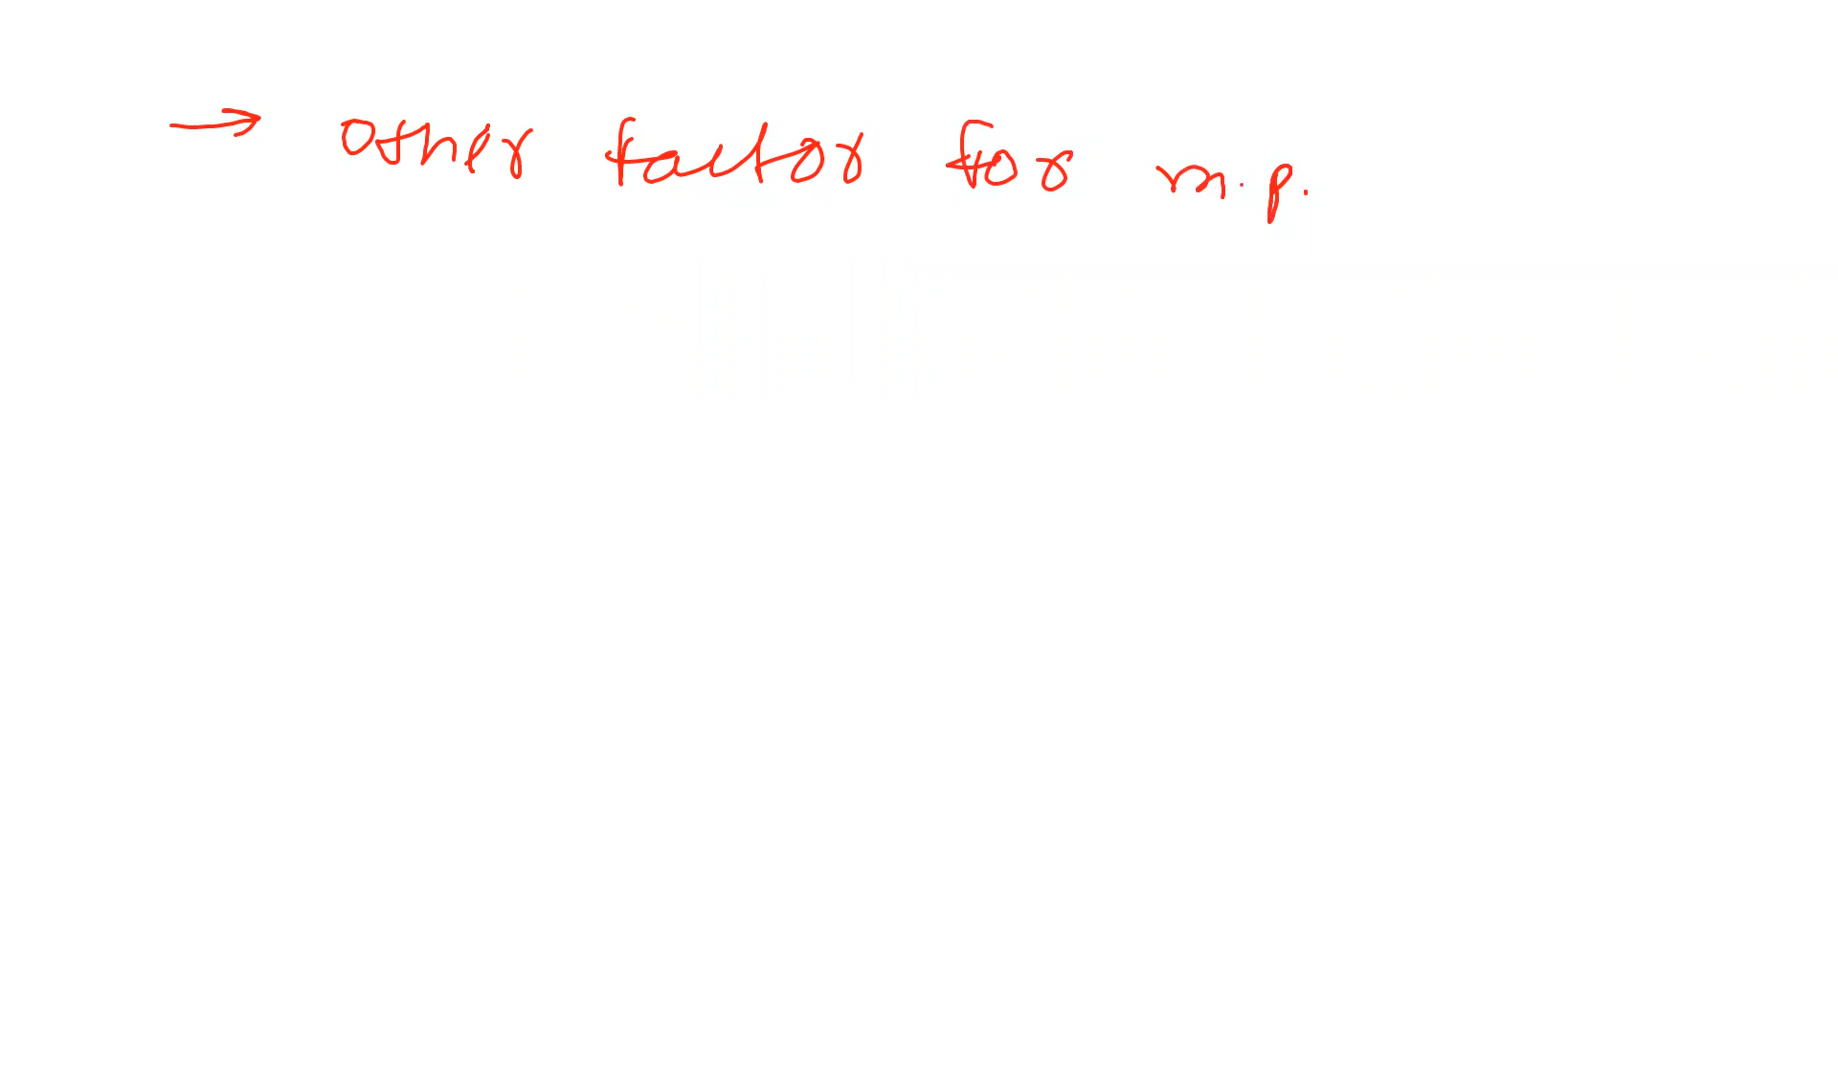 → Other factor for m.p.